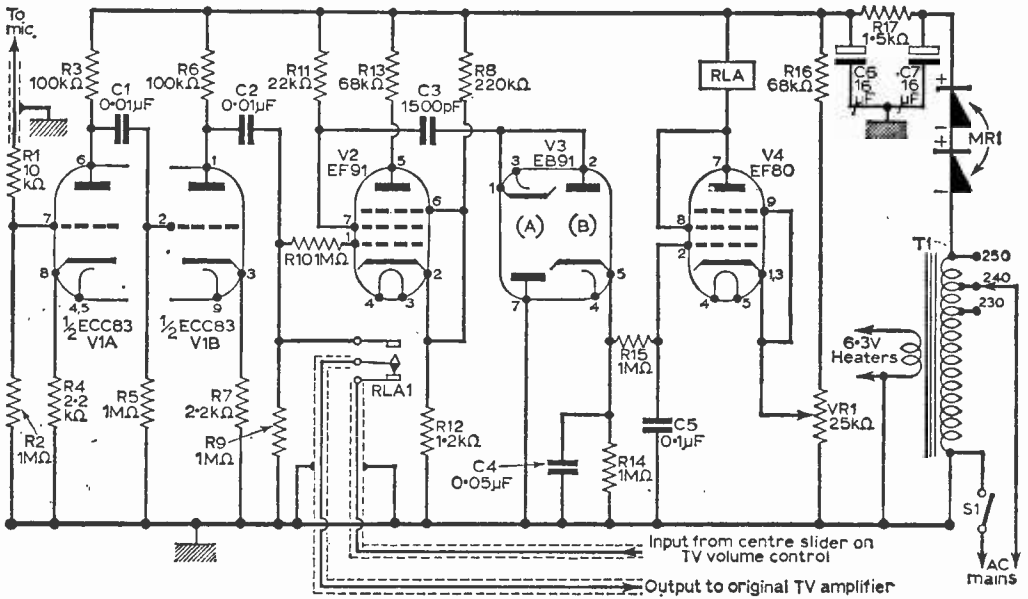 To
mic.
R3
100kΩ
C1
0·01µF
R6
100kΩ
C2
0·01µF
R11
22kΩ
R13
68kΩ
C3
1500pF
R8
220kΩ
RLA
R16
68kΩ
R17
1·5kΩ
C6
16
µF
C7
16
µF
+
−
+
−
MR1
R1
10
kΩ
6
7
8
4,5
½ECC83
V1A
1
2
3
9
½ECC83
V1B
V2
EF91
5
7
1
6
2
4
3
R10 1MΩ
V3
EB91
3
2
1
(A)
(B)
7
5
4
V4
EF80
7
8
2
9
1,3
4
5
T1
250
240
230
6·3V
Heaters
R2
1MΩ
R4
2·2
kΩ
R5
1MΩ
R7
2·2kΩ
R9
1MΩ
RLA1
R12
1·2kΩ
R15
1MΩ
C4
0·05µF
R14
1MΩ
C5
0·1µF
VR1
25kΩ
S1
AC
mains
Input from centre slider on
TV volume control
Output to original TV amplifier